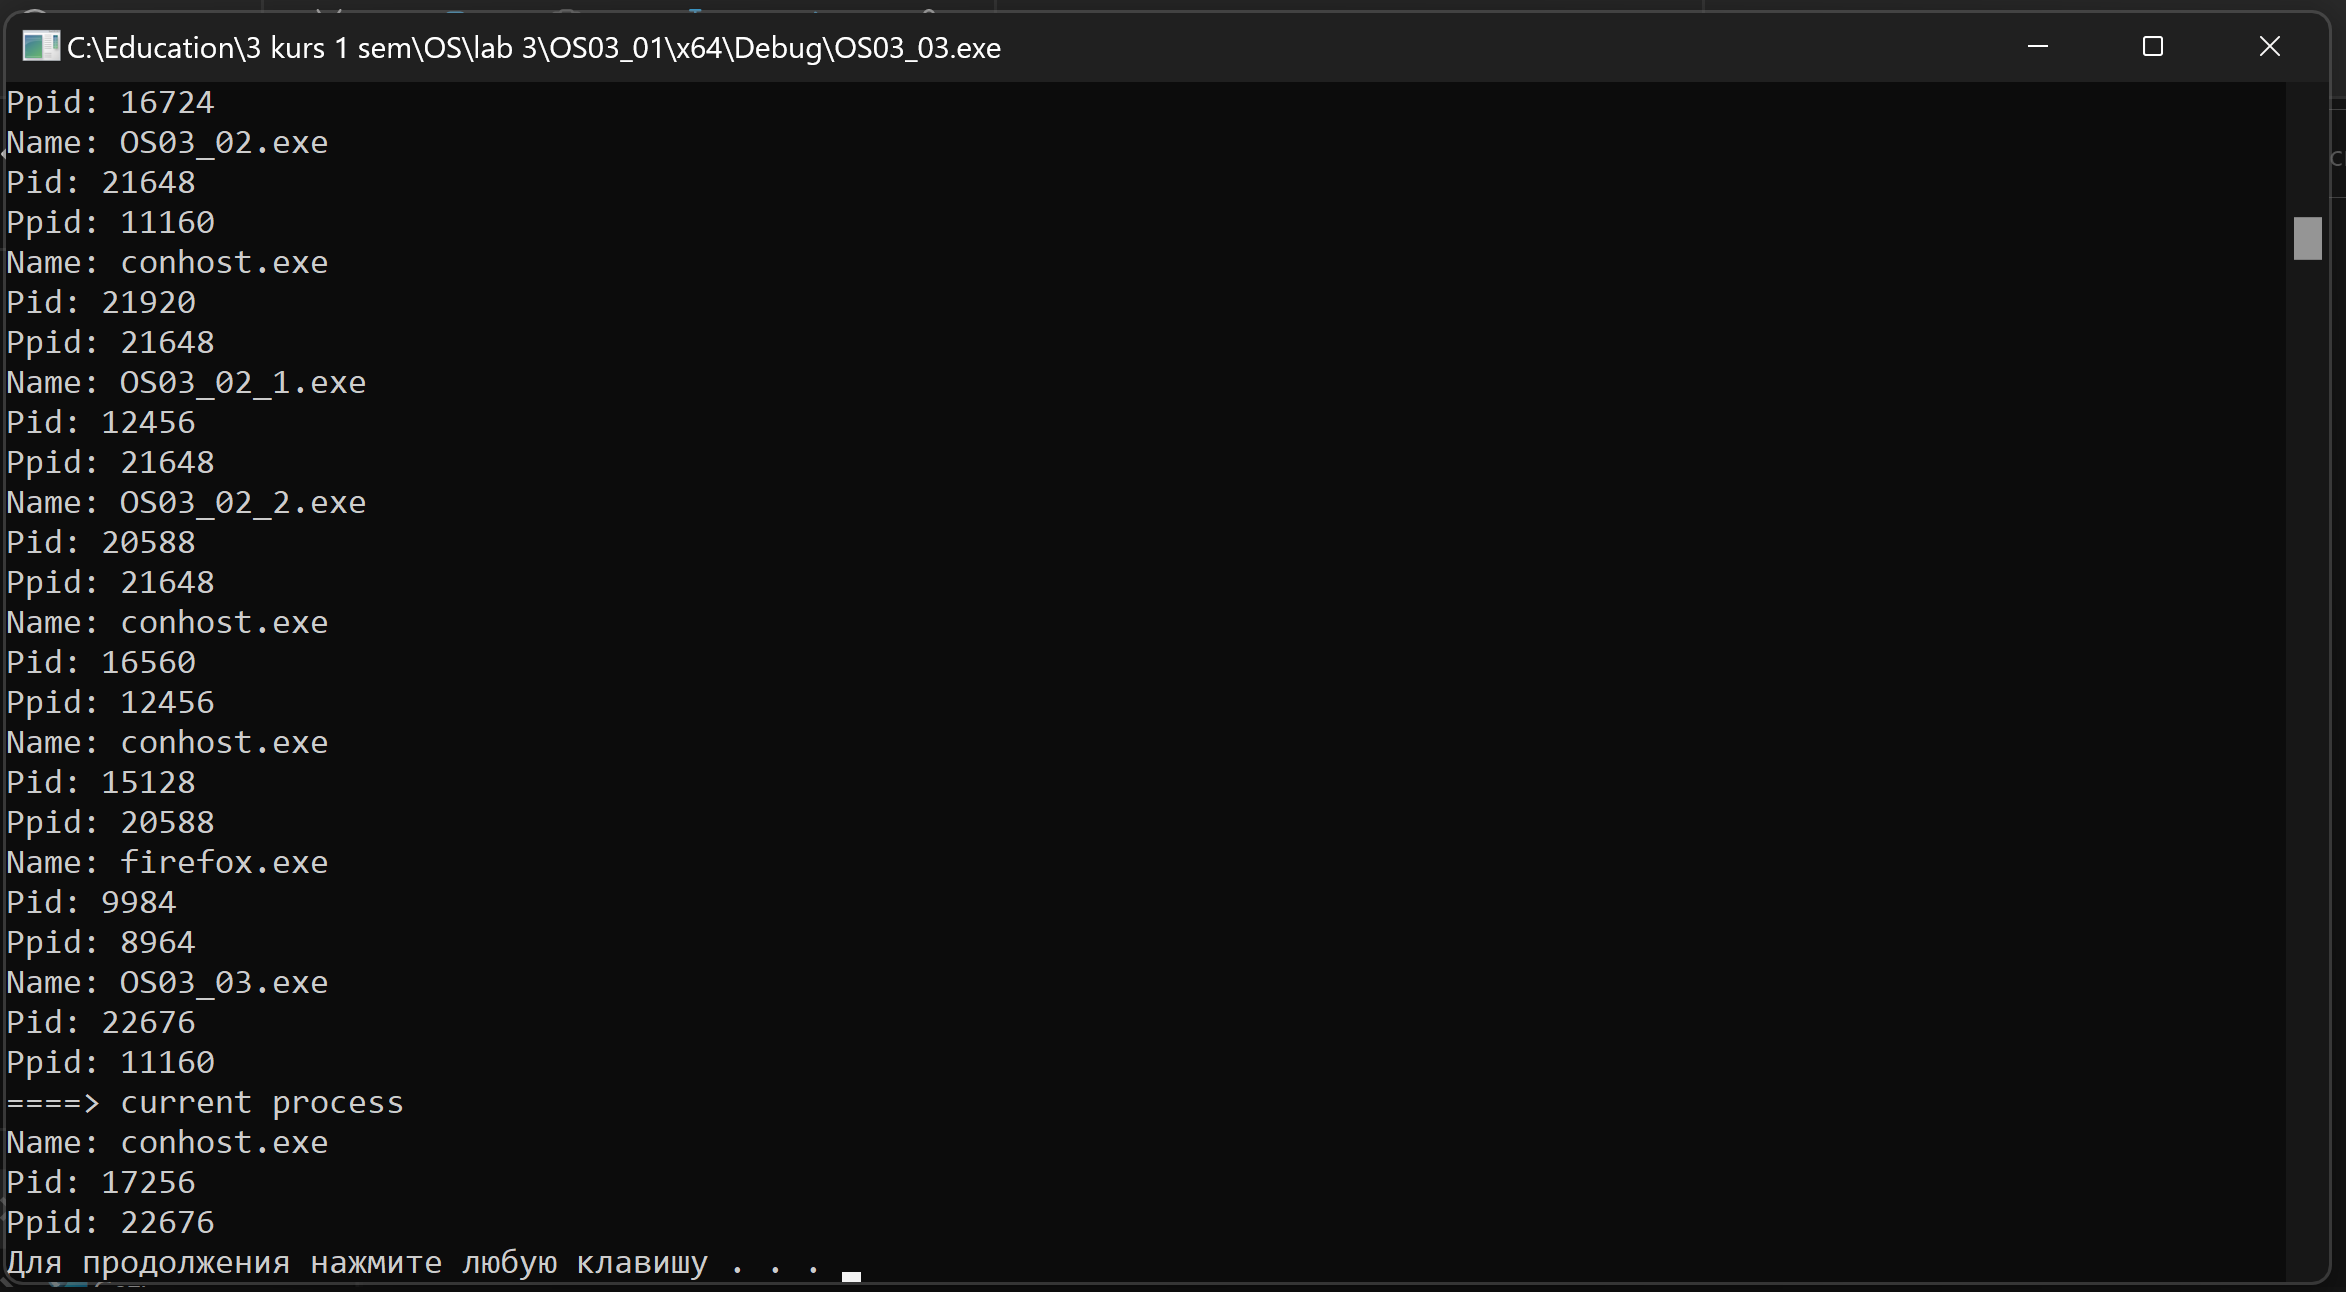 C:\Education\3 kurs 1 sem\OS\lab 3\OS03_01\x64\Debug\OS03_03.exe
Ppid: 16724
Name: OS03_02.exe
Pid: 21648
Ppid: 11160
Name: conhost.exe
Pid: 21920
Ppid: 21648
Name: OS03_02_1.exe
Pid: 12456
Ppid: 21648
Name: OS03_02_2.exe
Pid: 20588
Ppid: 21648
Name: conhost.exe
Pid: 16560
Ppid: 12456
Name: conhost.exe
Pid: 15128
Ppid: 20588
Name: firefox.exe
Pid: 9984
Ppid: 8964
Name: OS03_03.exe
Pid: 22676
Ppid: 11160
====> current process
Name: conhost.exe
Pid: 17256
Ppid: 22676
Для продолжения нажмите любую клавишу . . .